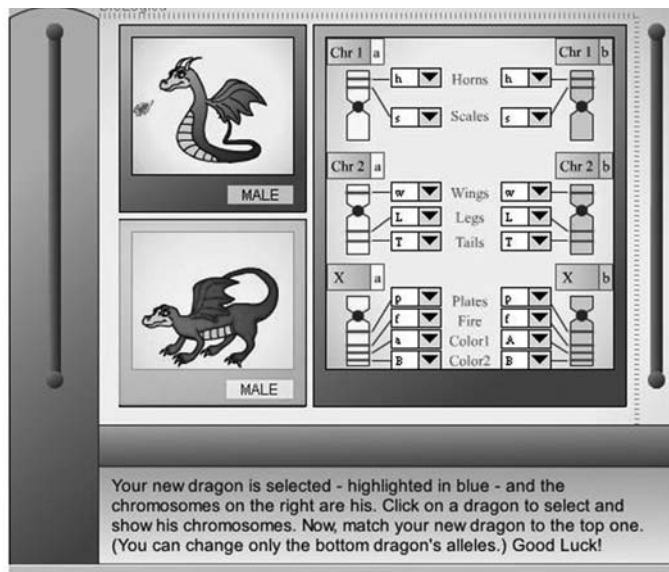 BioLogica
Chr 1 a
Chr 1 b
h Horns h
s Scales s
MALE
Chr 2 a
Chr 2 b
w Wings w
L Legs L
T Tails T
X a
X b
p Plates p
f Fire f
a Color1 A
B Color2 B
MALE
Your new dragon is selected - highlighted in blue - and the
chromosomes on the right are his. Click on a dragon to select and
show his chromosomes. Now, match your new dragon to the top one.
(You can change only the bottom dragon's alleles.) Good Luck!